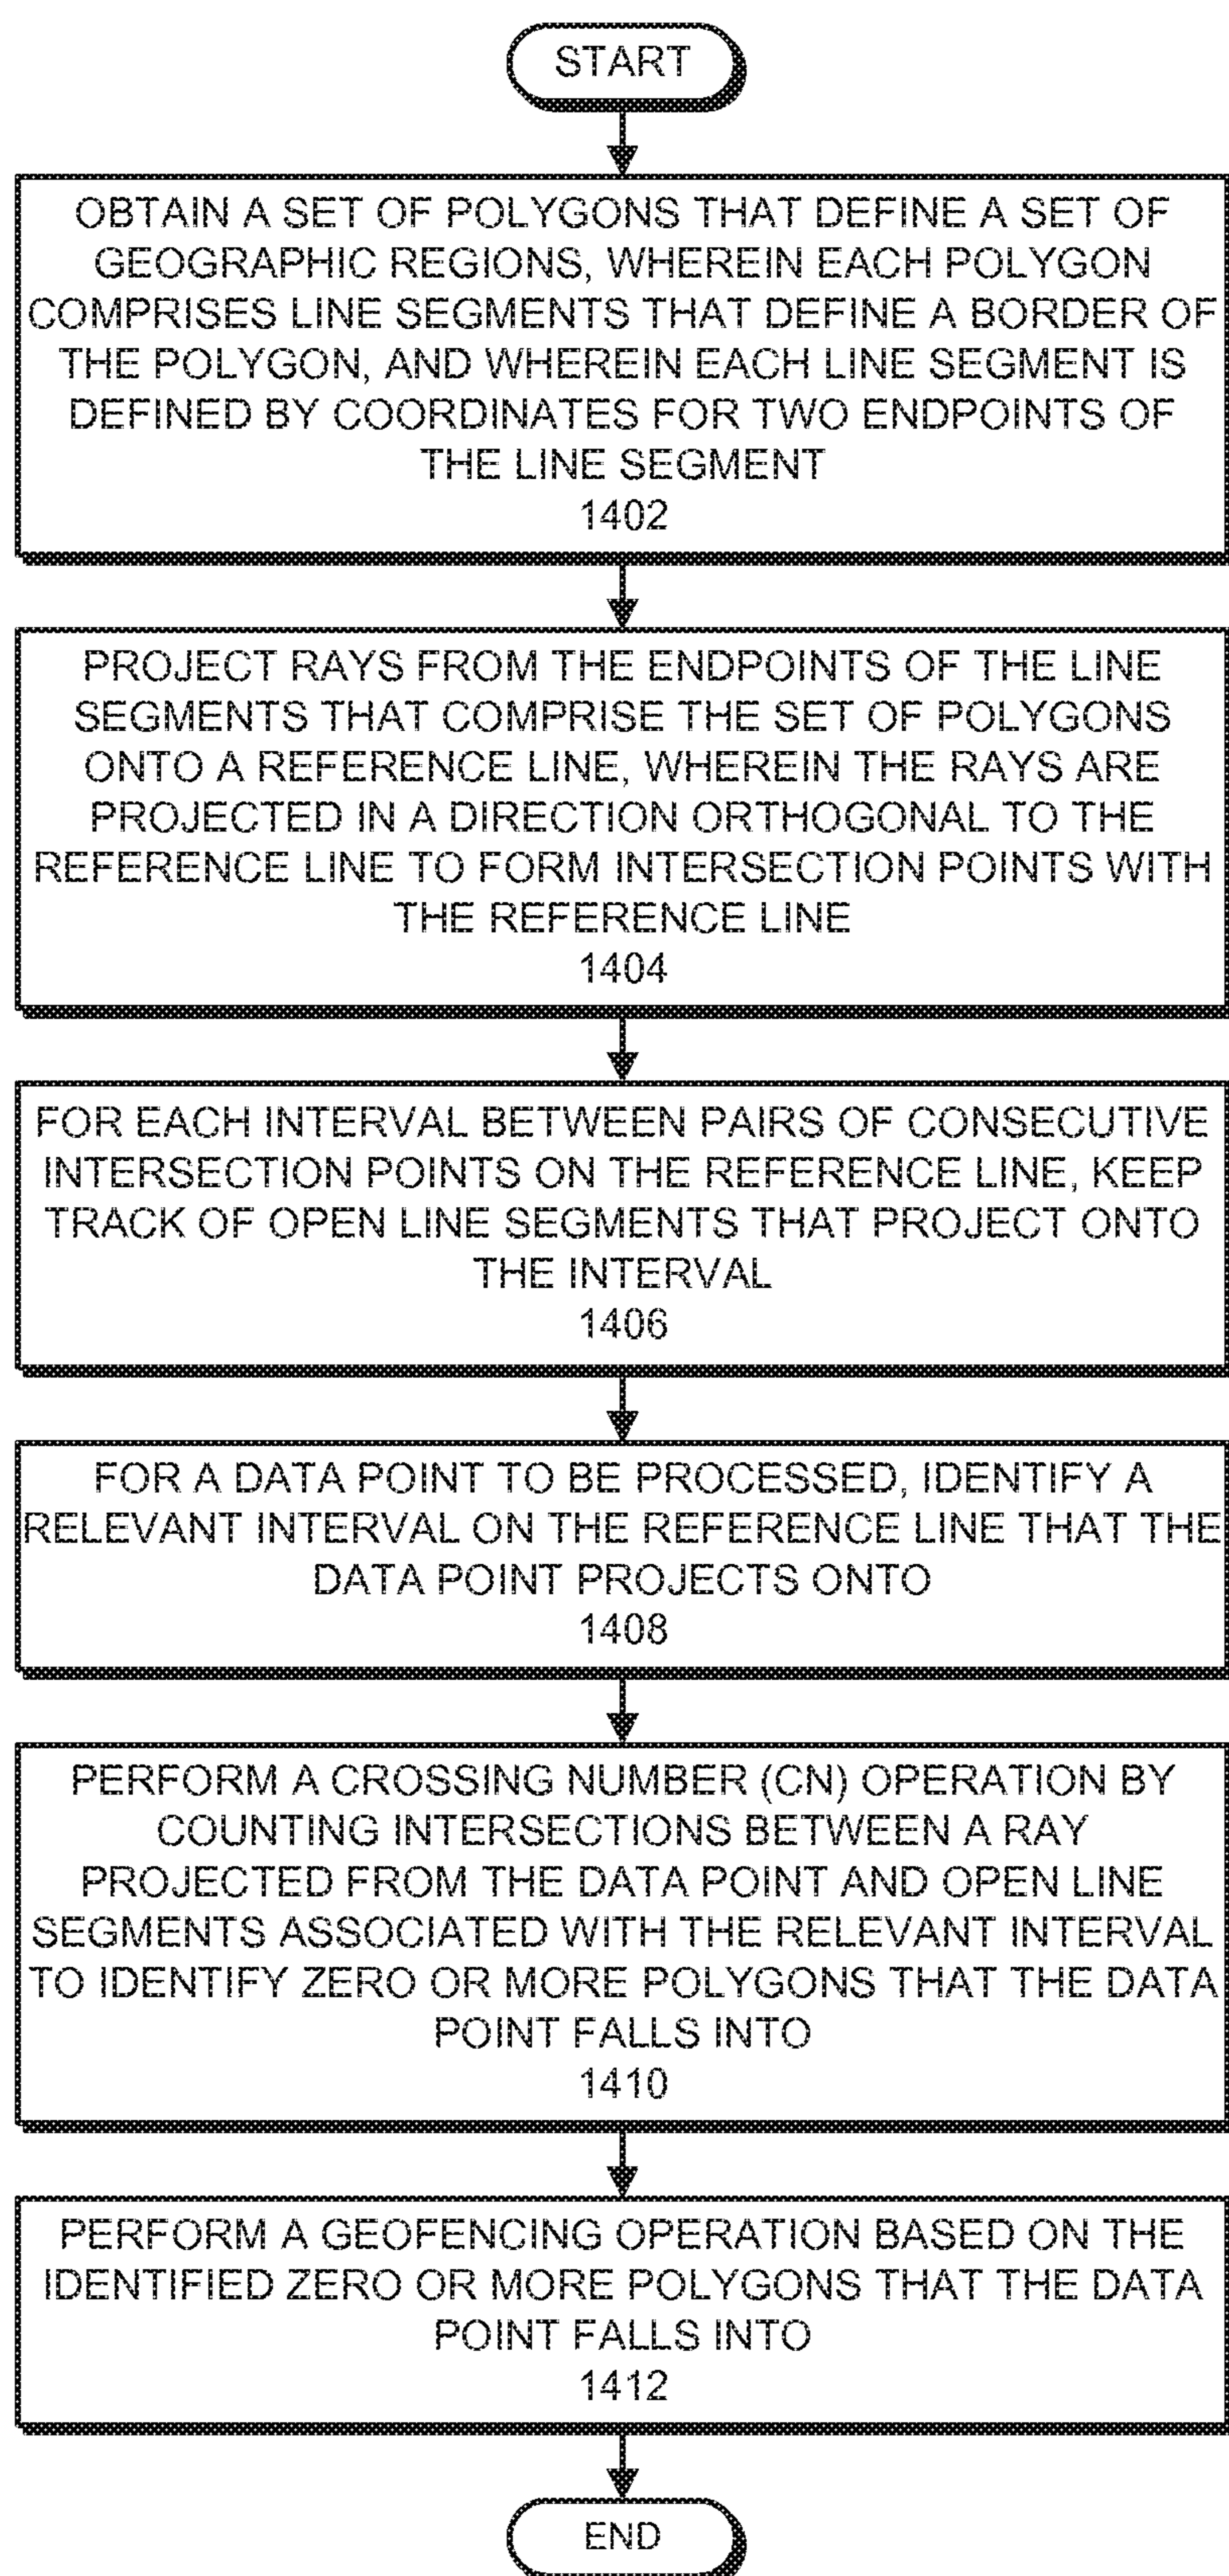 START
OBTAIN A SET OF POLYGONS THAT DEFINE A SET OF
GEOGRAPHIC REGIONS, WHEREIN EACH POLYGON
COMPRISES LINE SEGMENTS THAT DEFINE A BORDER OF
THE POLYGON, AND WHEREIN EACH LINE SEGMENT IS
DEFINED BY COORDINATES FOR TWO ENDPOINTS OF
THE LINE SEGMENT
1402
PROJECT RAYS FROM THE ENDPOINTS OF THE LINE
SEGMENTS THAT COMPRISE THE SET OF POLYGONS
ONTO A REFERENCE LINE, WHEREIN THE RAYS ARE
PROJECTED IN A DIRECTION ORTHOGONAL TO THE
REFERENCE LINE TO FORM INTERSECTION POINTS WITH
THE REFERENCE LINE
1404
FOR EACH INTERVAL BETWEEN PAIRS OF CONSECUTIVE
INTERSECTION POINTS ON THE REFERENCE LINE, KEEP
TRACK OF OPEN LINE SEGMENTS THAT PROJECT ONTO
THE INTERVAL
1406
FOR A DATA POINT TO BE PROCESSED, IDENTIFY A
RELEVANT INTERVAL ON THE REFERENCE LINE THAT THE
DATA POINT PROJECTS ONTO
1408
PERFORM A CROSSING NUMBER (CN) OPERATION BY
COUNTING INTERSECTIONS BETWEEN A RAY
PROJECTED FROM THE DATA POINT AND OPEN LINE
SEGMENTS ASSOCIATED WITH THE RELEVANT INTERVAL
TO IDENTIFY ZERO OR MORE POLYGONS THAT THE DATA
POINT FALLS INTO
1410
PERFORM A GEOFENCING OPERATION BASED ON THE
IDENTIFIED ZERO OR MORE POLYGONS THAT THE DATA
POINT FALLS INTO
1412
END